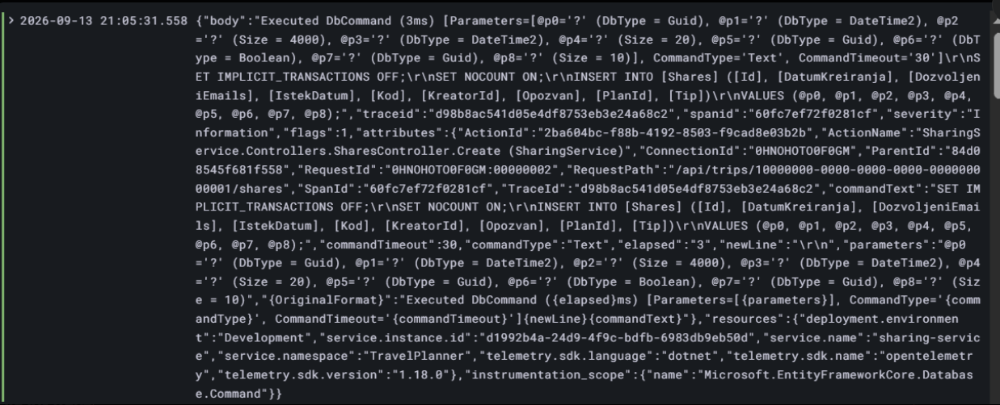 > 2026-09-13 21:05:31.558 {"body":"Executed DbCommand (3ms) [Parameters=[@p0='?' (DbType = Guid), @p1='?' (DbType = DateTime2), @p2
='?' (Size = 4000), @p3='?' (DbType = DateTime2), @p4='?' (Size = 20), @p5='?' (DbType = Guid), @p6='?' (DbT
ype = Boolean), @p7='?' (DbType = Guid), @p8='?' (Size = 10)], CommandType='Text', CommandTimeout='30']\r\nS
ET IMPLICIT_TRANSACTIONS OFF;\r\nSET NOCOUNT ON;\r\nINSERT INTO [Shares] ([Id], [DatumKreiranja], [Dozvoljen
iEmails], [IstekDatum], [Kod], [KreatorId], [Opozvan], [PlanId], [Tip])\r\nVALUES (@p0, @p1, @p2, @p3, @p4,
@p5, @p6, @p7, @p8);","traceid":"d98b8ac541d05e4df8753eb3e24a68c2","spanid":"60fc7ef72f0281cf","severity":"I
nformation","flags":1,"attributes":{"ActionId":"2ba604bc-f88b-4192-8503-f9cad8e03b2b","ActionName":"SharingS
ervice.Controllers.SharesController.Create (SharingService)","ConnectionId":"0HNOHOTO0F0GM","ParentId":"84d0
8545f681f558","RequestId":"0HNOHOTO0F0GM:00000002","RequestPath":"/api/trips/10000000-0000-0000-0000-0000000
00001/shares","SpanId":"60fc7ef72f0281cf","TraceId":"d98b8ac541d05e4df8753eb3e24a68c2","commandText":"SET IM
PLICIT_TRANSACTIONS OFF;\r\nSET NOCOUNT ON;\r\nINSERT INTO [Shares] ([Id], [DatumKreiranja], [DozvoljeniEmai
ls], [IstekDatum], [Kod], [KreatorId], [Opozvan], [PlanId], [Tip])\r\nVALUES (@p0, @p1, @p2, @p3, @p4, @p5,
@p6, @p7, @p8);","commandTimeout":30,"commandType":"Text","elapsed":"3","newLine":"\r\n","parameters":"@p0
='?' (DbType = Guid), @p1='?' (DbType = DateTime2), @p2='?' (Size = 4000), @p3='?' (DbType = DateTime2), @p4
='?' (Size = 20), @p5='?' (DbType = Guid), @p6='?' (DbType = Boolean), @p7='?' (DbType = Guid), @p8='?' (Siz
e = 10)","{OriginalFormat}":"Executed DbCommand ({elapsed}ms) [Parameters=[{parameters}], CommandType='{comm
andType}', CommandTimeout='{commandTimeout}']{newLine}{commandText}"},"resources":{"deployment.environmen
t":"Development","service.instance.id":"d1992b4a-24d9-4f9c-bdfb-6983db9eb50d","service.name":"sharing-servic
e","service.namespace":"TravelPlanner","telemetry.sdk.language":"dotnet","telemetry.sdk.name":"opentelemetr
y","telemetry.sdk.version":"1.18.0"},"instrumentation_scope":{"name":"Microsoft.EntityFrameworkCore.Databas
e.Command"}}